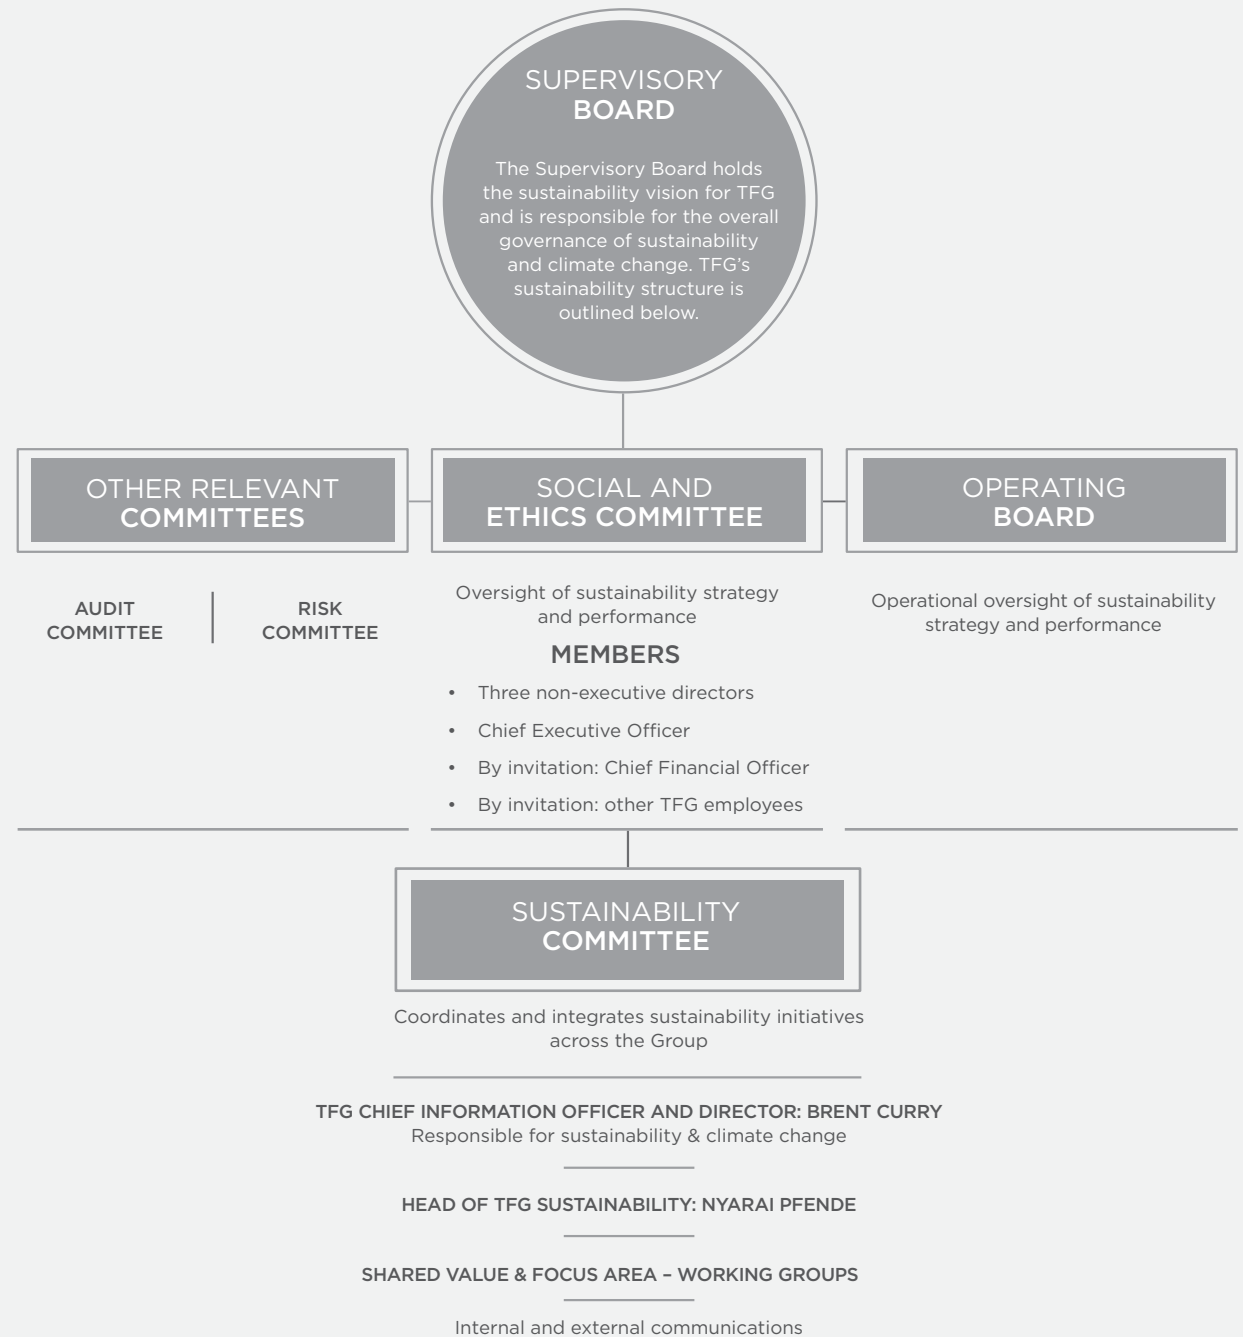 SUPERVISORY
BOARD
The Supervisory Board holds
the sustainability vision for TFG
and is responsible for the overall
governance of sustainability
and climate change. TFG’s
sustainability structure is
outlined below.
OTHER RELEVANT
COMMITTEES
AUDIT
COMMITTEE
RISK
COMMITTEE
SOCIAL AND
ETHICS COMMITTEE
Oversight of sustainability strategy
and performance
MEMBERS
• Three non-executive directors
• Chief Executive Officer
• By invitation: Chief Financial Officer
• By invitation: other TFG employees
OPERATING
BOARD
Operational oversight of sustainability
strategy and performance
SUSTAINABILITY
COMMITTEE
Coordinates and integrates sustainability initiatives
across the Group
TFG CHIEF INFORMATION OFFICER AND DIRECTOR: BRENT CURRY
Responsible for sustainability & climate change
HEAD OF TFG SUSTAINABILITY: NYARAI PFENDE
SHARED VALUE & FOCUS AREA – WORKING GROUPS
Internal and external communications